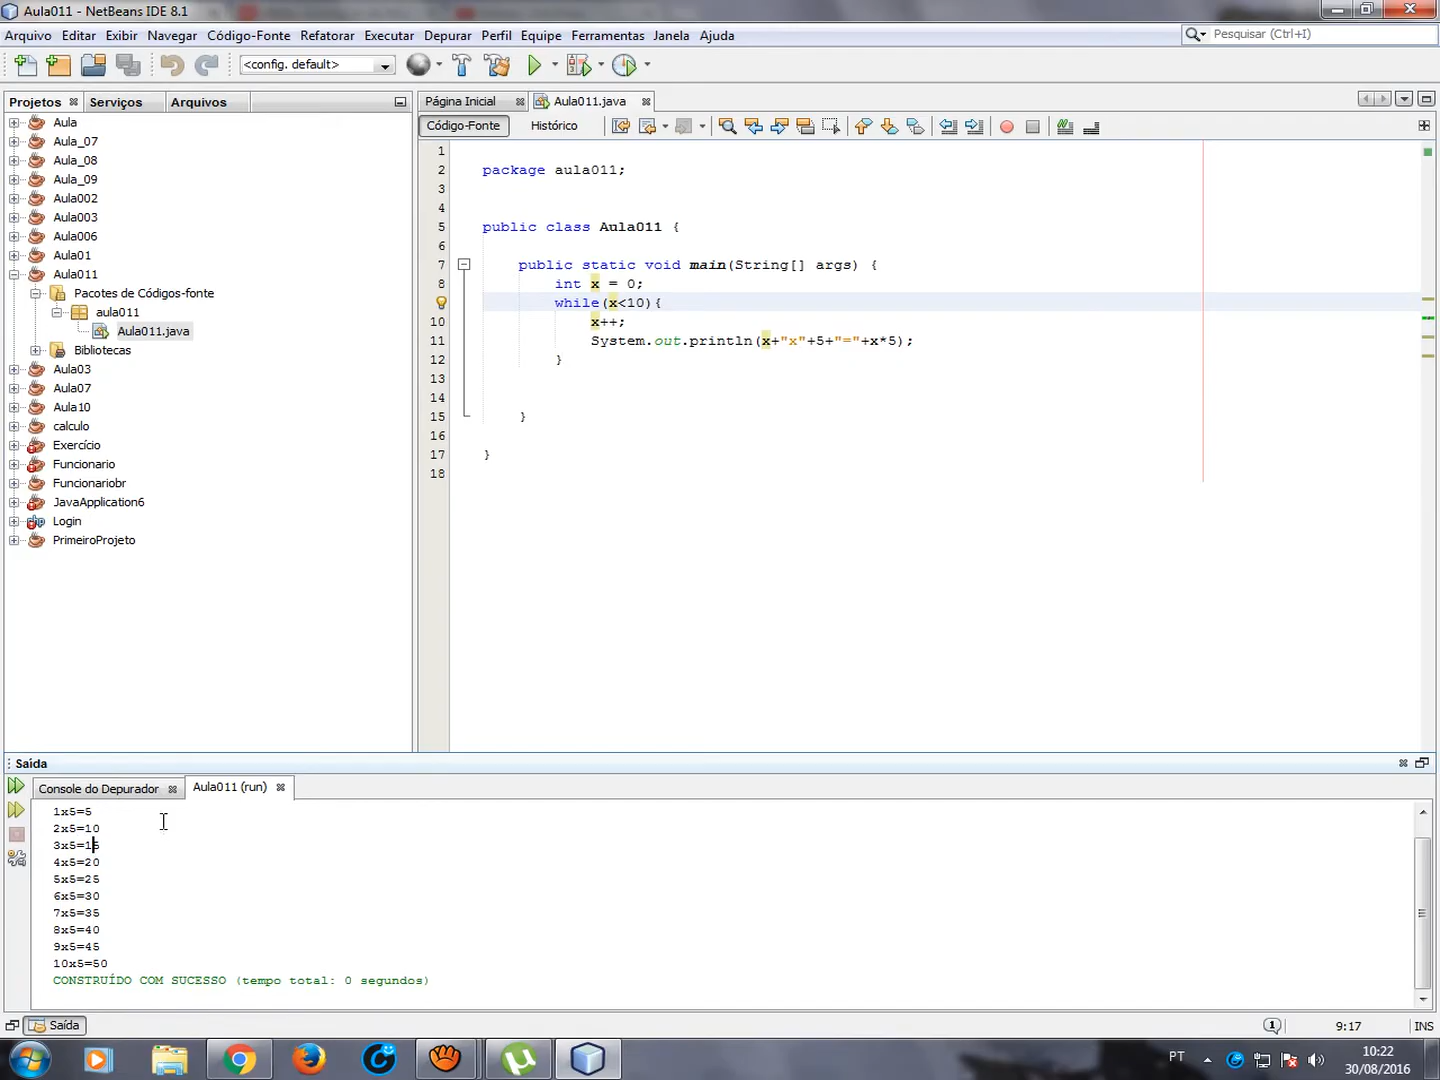 Aula011 - NetBeans IDE 8.1
Arquivo Editar Exibir Navegar Código-Fonte Refatorar Executar Depurar Perfil Equipe Ferramentas Janela Ajuda
Pesquisar (Ctrl+I)
<config. default>
Projetos Serviços Arquivos
Página Inicial Aula011.java
Código-Fonte Histórico
Aula
Aula_07
Aula_08
Aula_09
Aula002
Aula003
Aula006
Aula01
Aula011
Pacotes de Códigos-fonte
aula011
Aula011.java
Bibliotecas
Aula03
Aula07
Aula10
calculo
Exercício
Funcionario
Funcionariobr
JavaApplication6
Login
PrimeiroProjeto
1
2 package aula011;
3
4
5 public class Aula011 {
6
7 public static void main(String[] args) {
8 int x = 0;
while(x<10){
10 x++;
11 System.out.println(x+"x"+5+"="+x*5);
12 }
13
14
15 }
16
17 }
18
Saída
Console do Depurador Aula011 (run)
1x5=5
2x5=10
3x5=15
4x5=20
5x5=25
6x5=30
7x5=35
8x5=40
9x5=45
10x5=50
CONSTRUÍDO COM SUCESSO (tempo total: 0 segundos)
Saída
1
9:17
INS
PT
10:22
30/08/2016